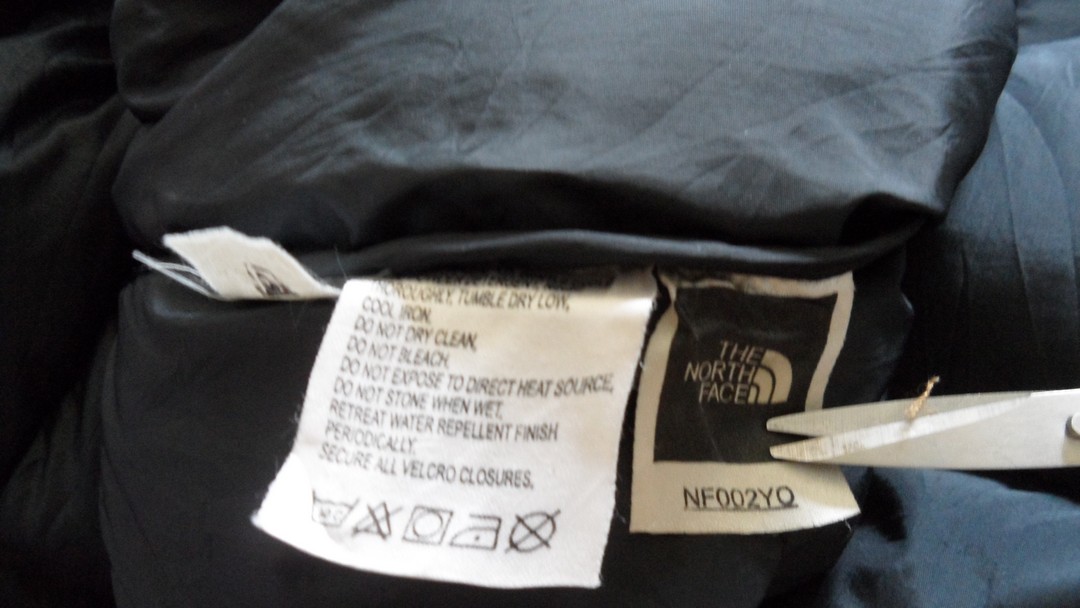 THOROUGHLY, TUMBLE DRY LOW,
COOL IRON.
DO NOT DRY CLEAN,
DO NOT BLEACH.
DO NOT EXPOSE TO DIRECT HEAT SOURCE,
DO NOT STONE WHEN WET,
RETREAT WATER REPELLENT FINISH
PERIODICALLY.
SECURE ALL VELCRO CLOSURES,
THE
NORTH
FACE
NF002YQ